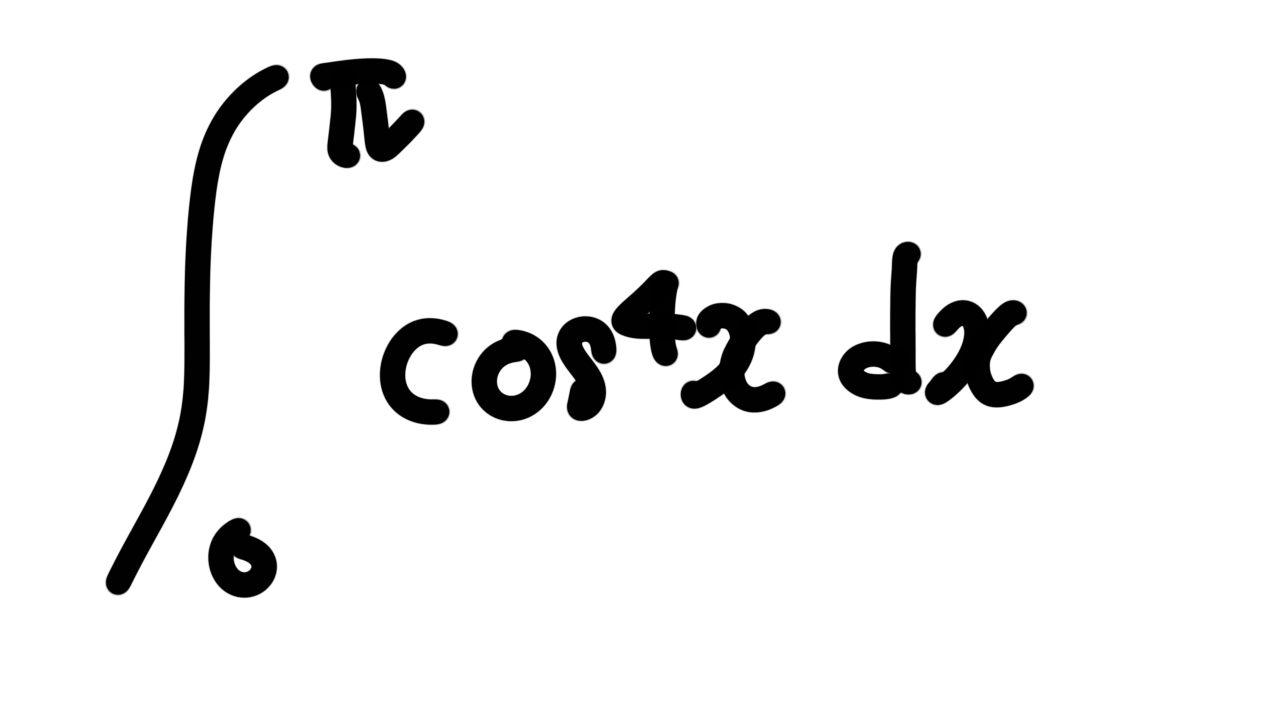 ∫₀^π cos⁴x dx